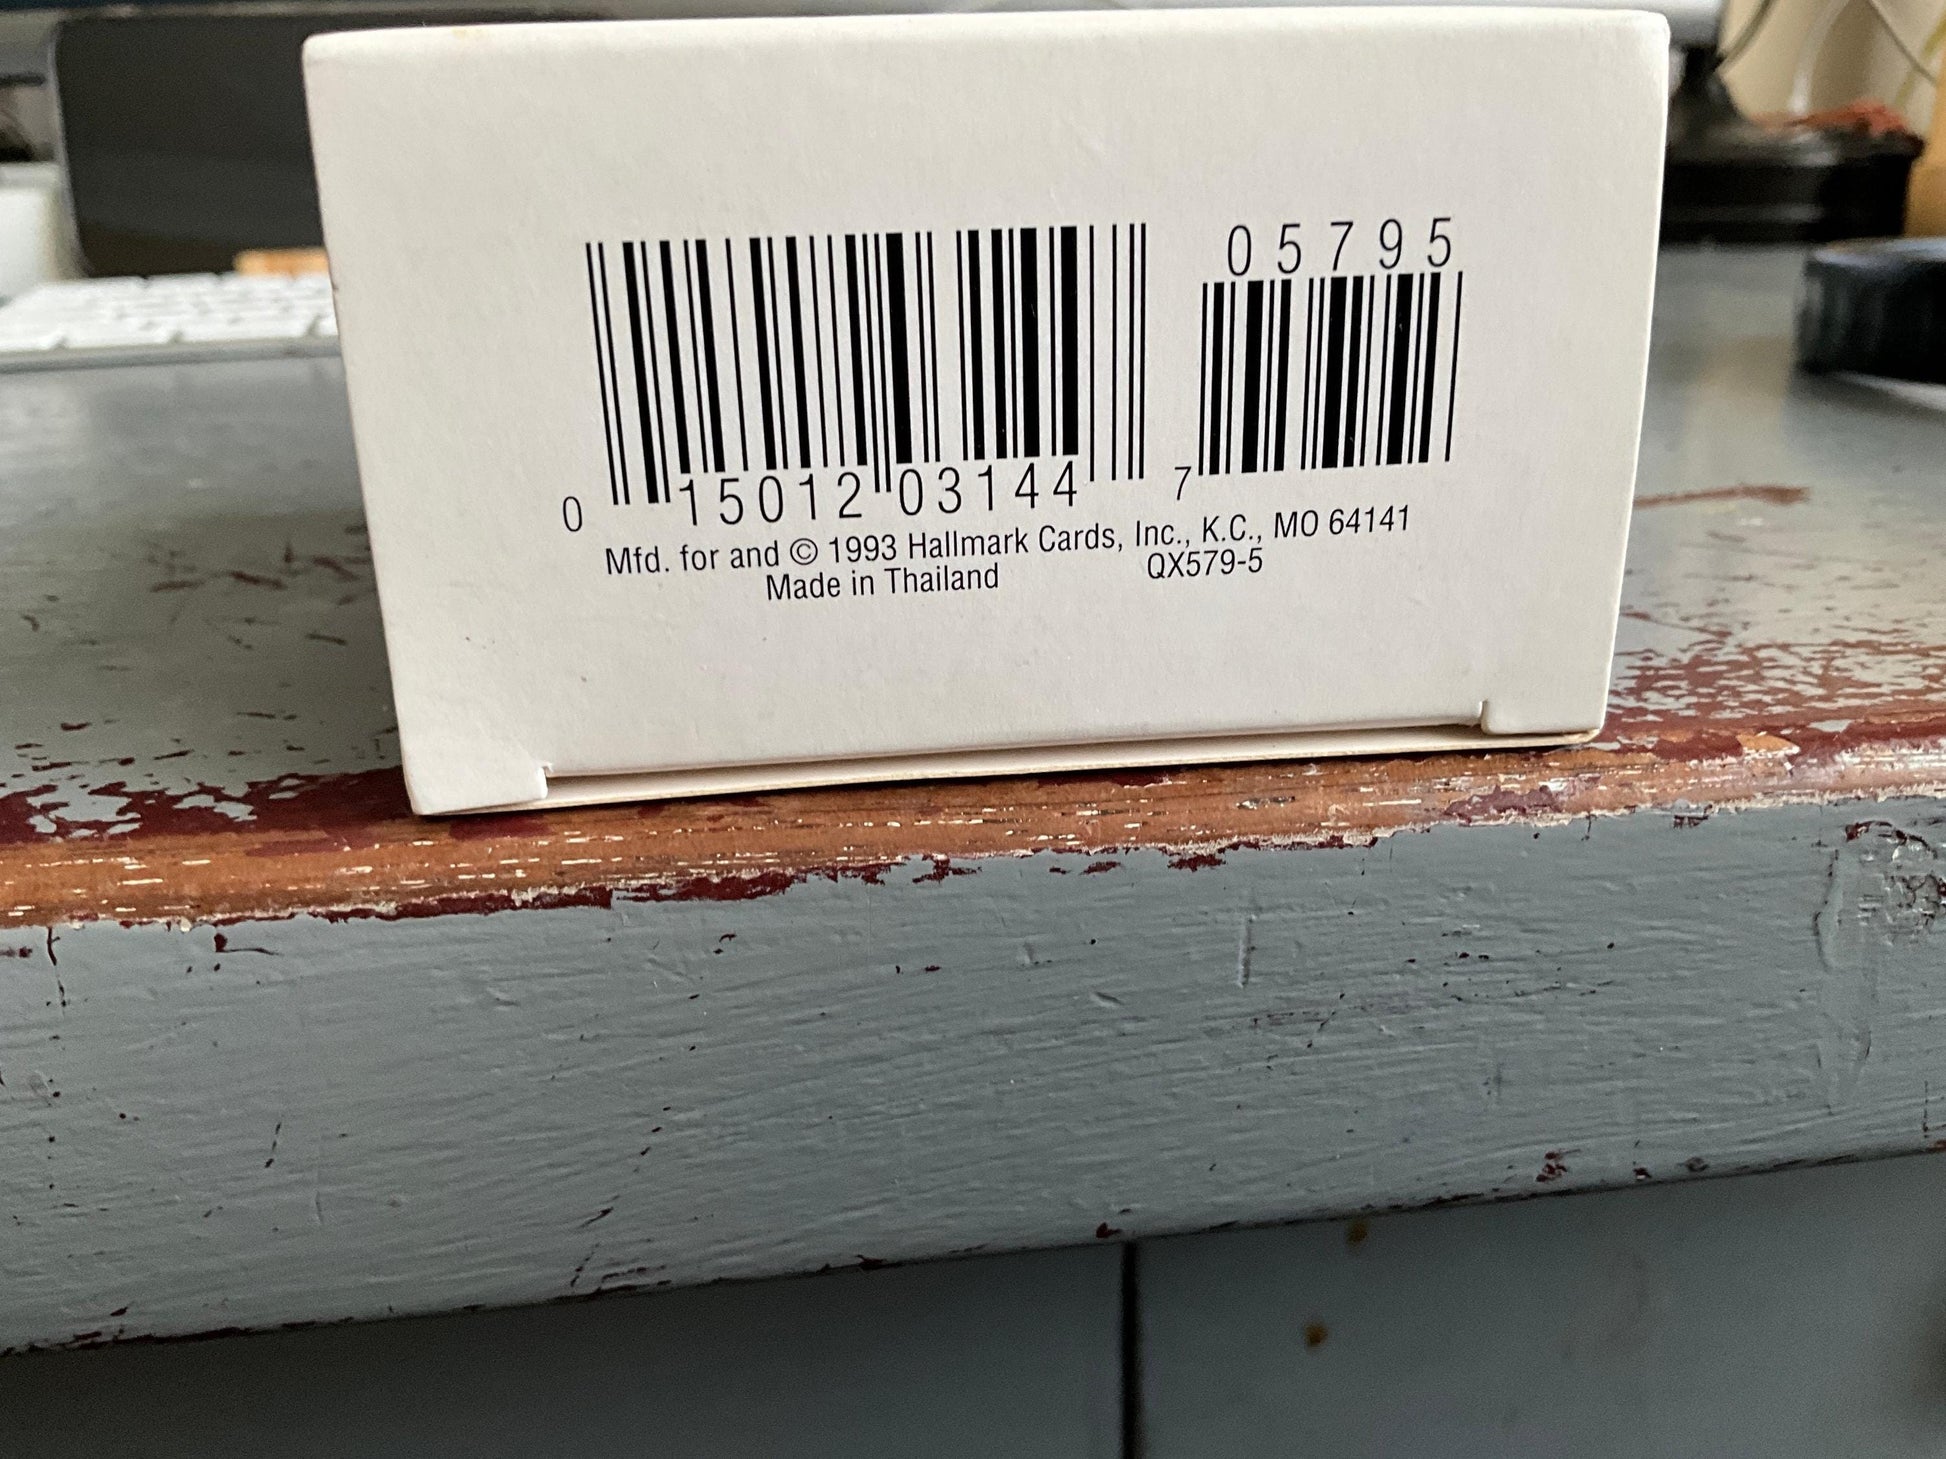 05795
0 15012 03144 7
Mfd. for and © 1993 Hallmark Cards, Inc., K.C., MO 64141
Made in Thailand QX579-5